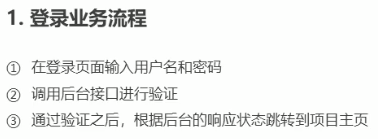 1. 登录业务流程
① 在登录页面输入用户名和密码
② 调用后台接口进行验证
③ 通过验证之后，根据后台的响应状态跳转到项目主页